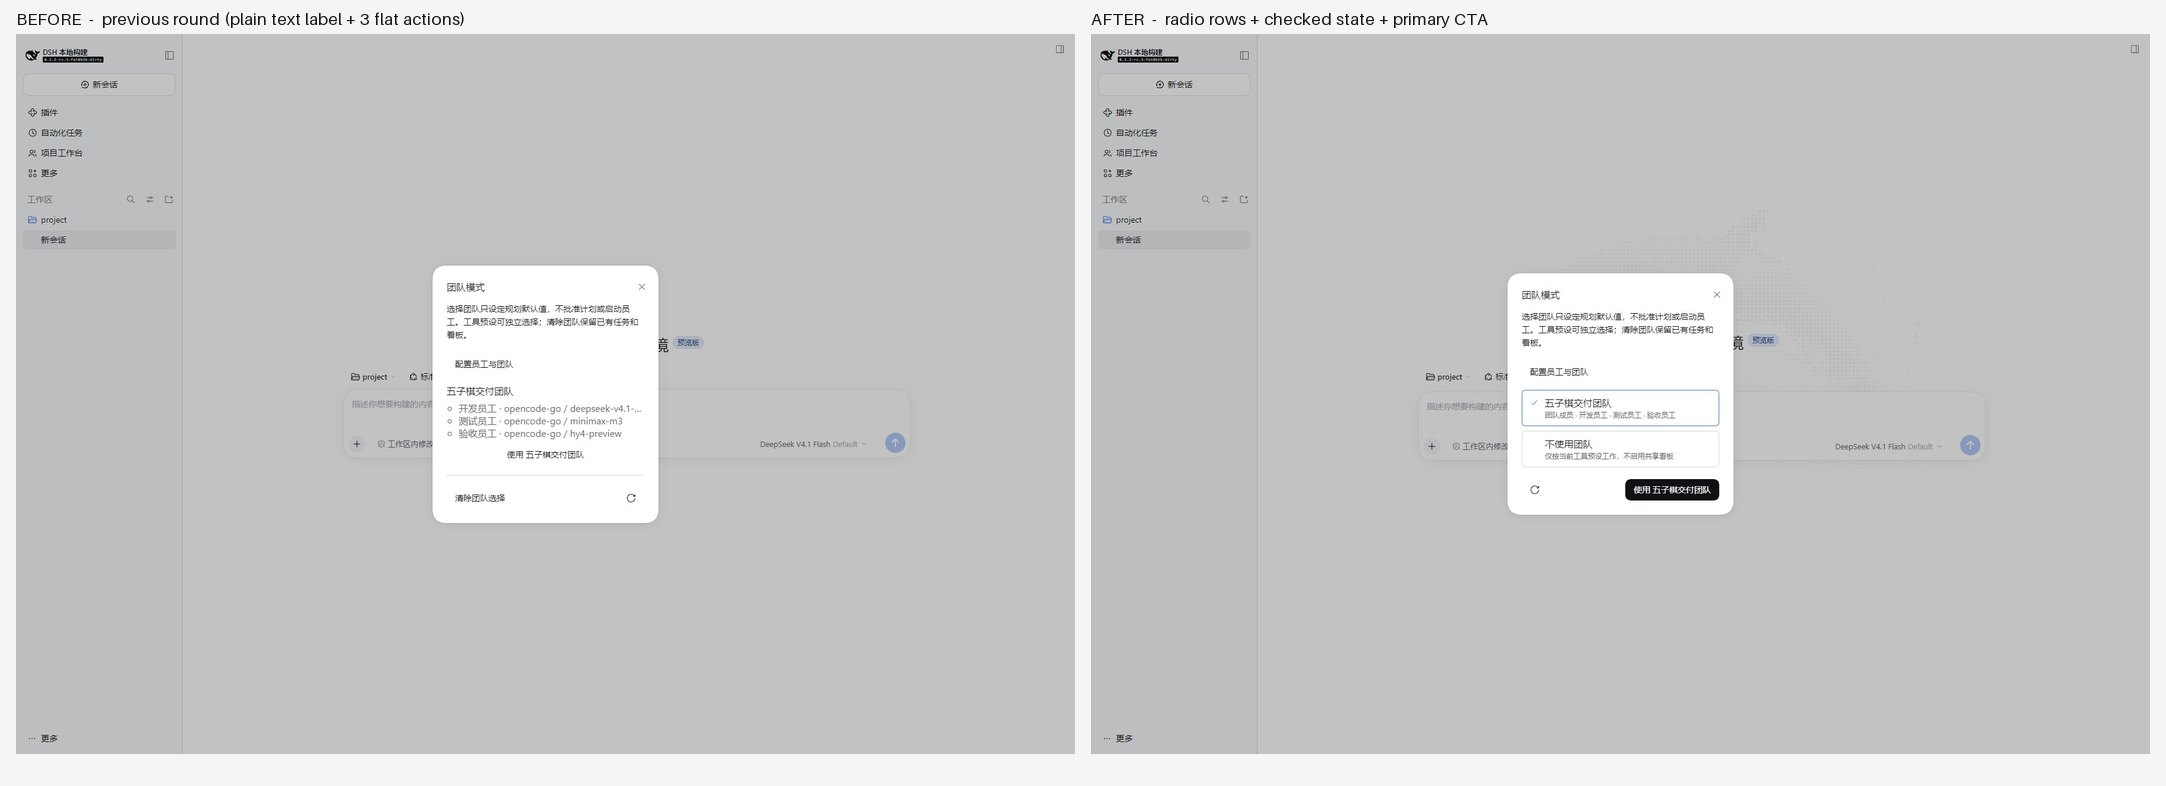 BEFORE - previous round (plain text label + 3 flat actions)
DSH 本地构建
新会话
插件
自动化任务
项目工作台
更多
工作区
project
新会话
更多
团队模式
选择团队只设定规划默认值，不批准计划或启动员
工。工具预设可独立选择；清除团队保留已有任务和
看板。
配置员工与团队
五子棋交付团队
开发员工 · opencode-go / deepseek-v4.1-...
测试员工 · opencode-go / minimax-m3
验收员工 · opencode-go / hy4-preview
使用 五子棋交付团队
清除团队选择
境 预览版
project 标准
描述你想要构建的内容
工作区内修改
DeepSeek V4.1 Flash Default
AFTER - radio rows + checked state + primary CTA
DSH 本地构建
新会话
插件
自动化任务
项目工作台
更多
工作区
project
新会话
更多
团队模式
选择团队只设定规划默认值，不批准计划或启动员
工。工具预设可独立选择；清除团队保留已有任务和
看板。
配置员工与团队
五子棋交付团队
团队成员 · 开发员工 · 测试员工 · 验收员工
不使用团队
仅按当前工具预设工作，不启用共享看板
使用 五子棋交付团队
境 预览版
project 标
描述你想要构建的内容
工作区内修改
DeepSeek V4.1 Flash Default